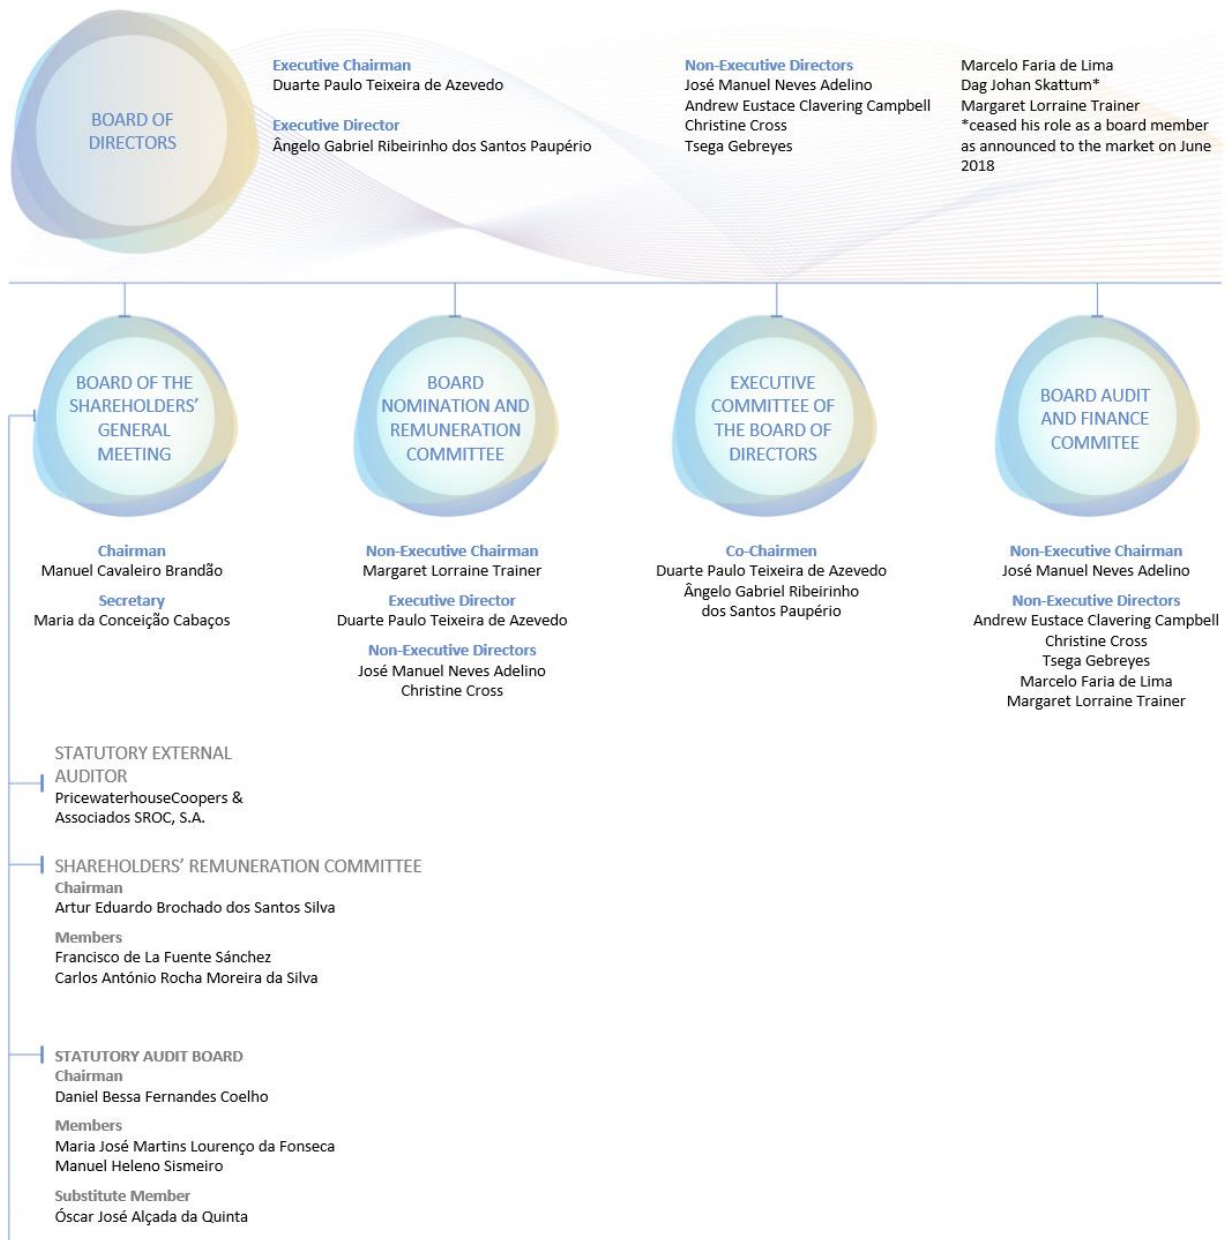 BOARD OF
DIRECTORS
Executive Chairman
Duarte Paulo Teixeira de Azevedo
Executive Director
Ângelo Gabriel Ribeirinho dos Santos Paupério
Non-Executive Directors
José Manuel Neves Adelino
Andrew Eustace Clavering Campbell
Christine Cross
Tsega Gebreyes
Marcelo Faria de Lima
Dag Johan Skattum*
Margaret Lorraine Trainer
*ceased his role as a board member
as announced to the market on June
2018
BOARD OF THE
SHAREHOLDERS’
GENERAL
MEETING
Chairman
Manuel Cavaleiro Brandão
Secretary
Maria da Conceição Cabaços
BOARD
NOMINATION AND
REMUNERATION
COMMITTEE
Non-Executive Chairman
Margaret Lorraine Trainer
Executive Director
Duarte Paulo Teixeira de Azevedo
Non-Executive Directors
José Manuel Neves Adelino
Christine Cross
EXECUTIVE
COMMITTEE OF
THE BOARD OF
DIRECTORS
Co-Chairmen
Duarte Paulo Teixeira de Azevedo
Ângelo Gabriel Ribeirinho
dos Santos Paupério
BOARD AUDIT
AND FINANCE
COMMITEE
Non-Executive Chairman
José Manuel Neves Adelino
Non-Executive Directors
Andrew Eustace Clavering Campbell
Christine Cross
Tsega Gebreyes
Marcelo Faria de Lima
Margaret Lorraine Trainer
STATUTORY EXTERNAL
AUDITOR
PricewaterhouseCoopers &
Associados SROC, S.A.
SHAREHOLDERS’ REMUNERATION COMMITTEE
Chairman
Artur Eduardo Brochado dos Santos Silva
Members
Francisco de La Fuente Sánchez
Carlos António Rocha Moreira da Silva
STATUTORY AUDIT BOARD
Chairman
Daniel Bessa Fernandes Coelho
Members
Maria José Martins Lourenço da Fonseca
Manuel Heleno Sismeiro
Substitute Member
Óscar José Alçada da Quinta